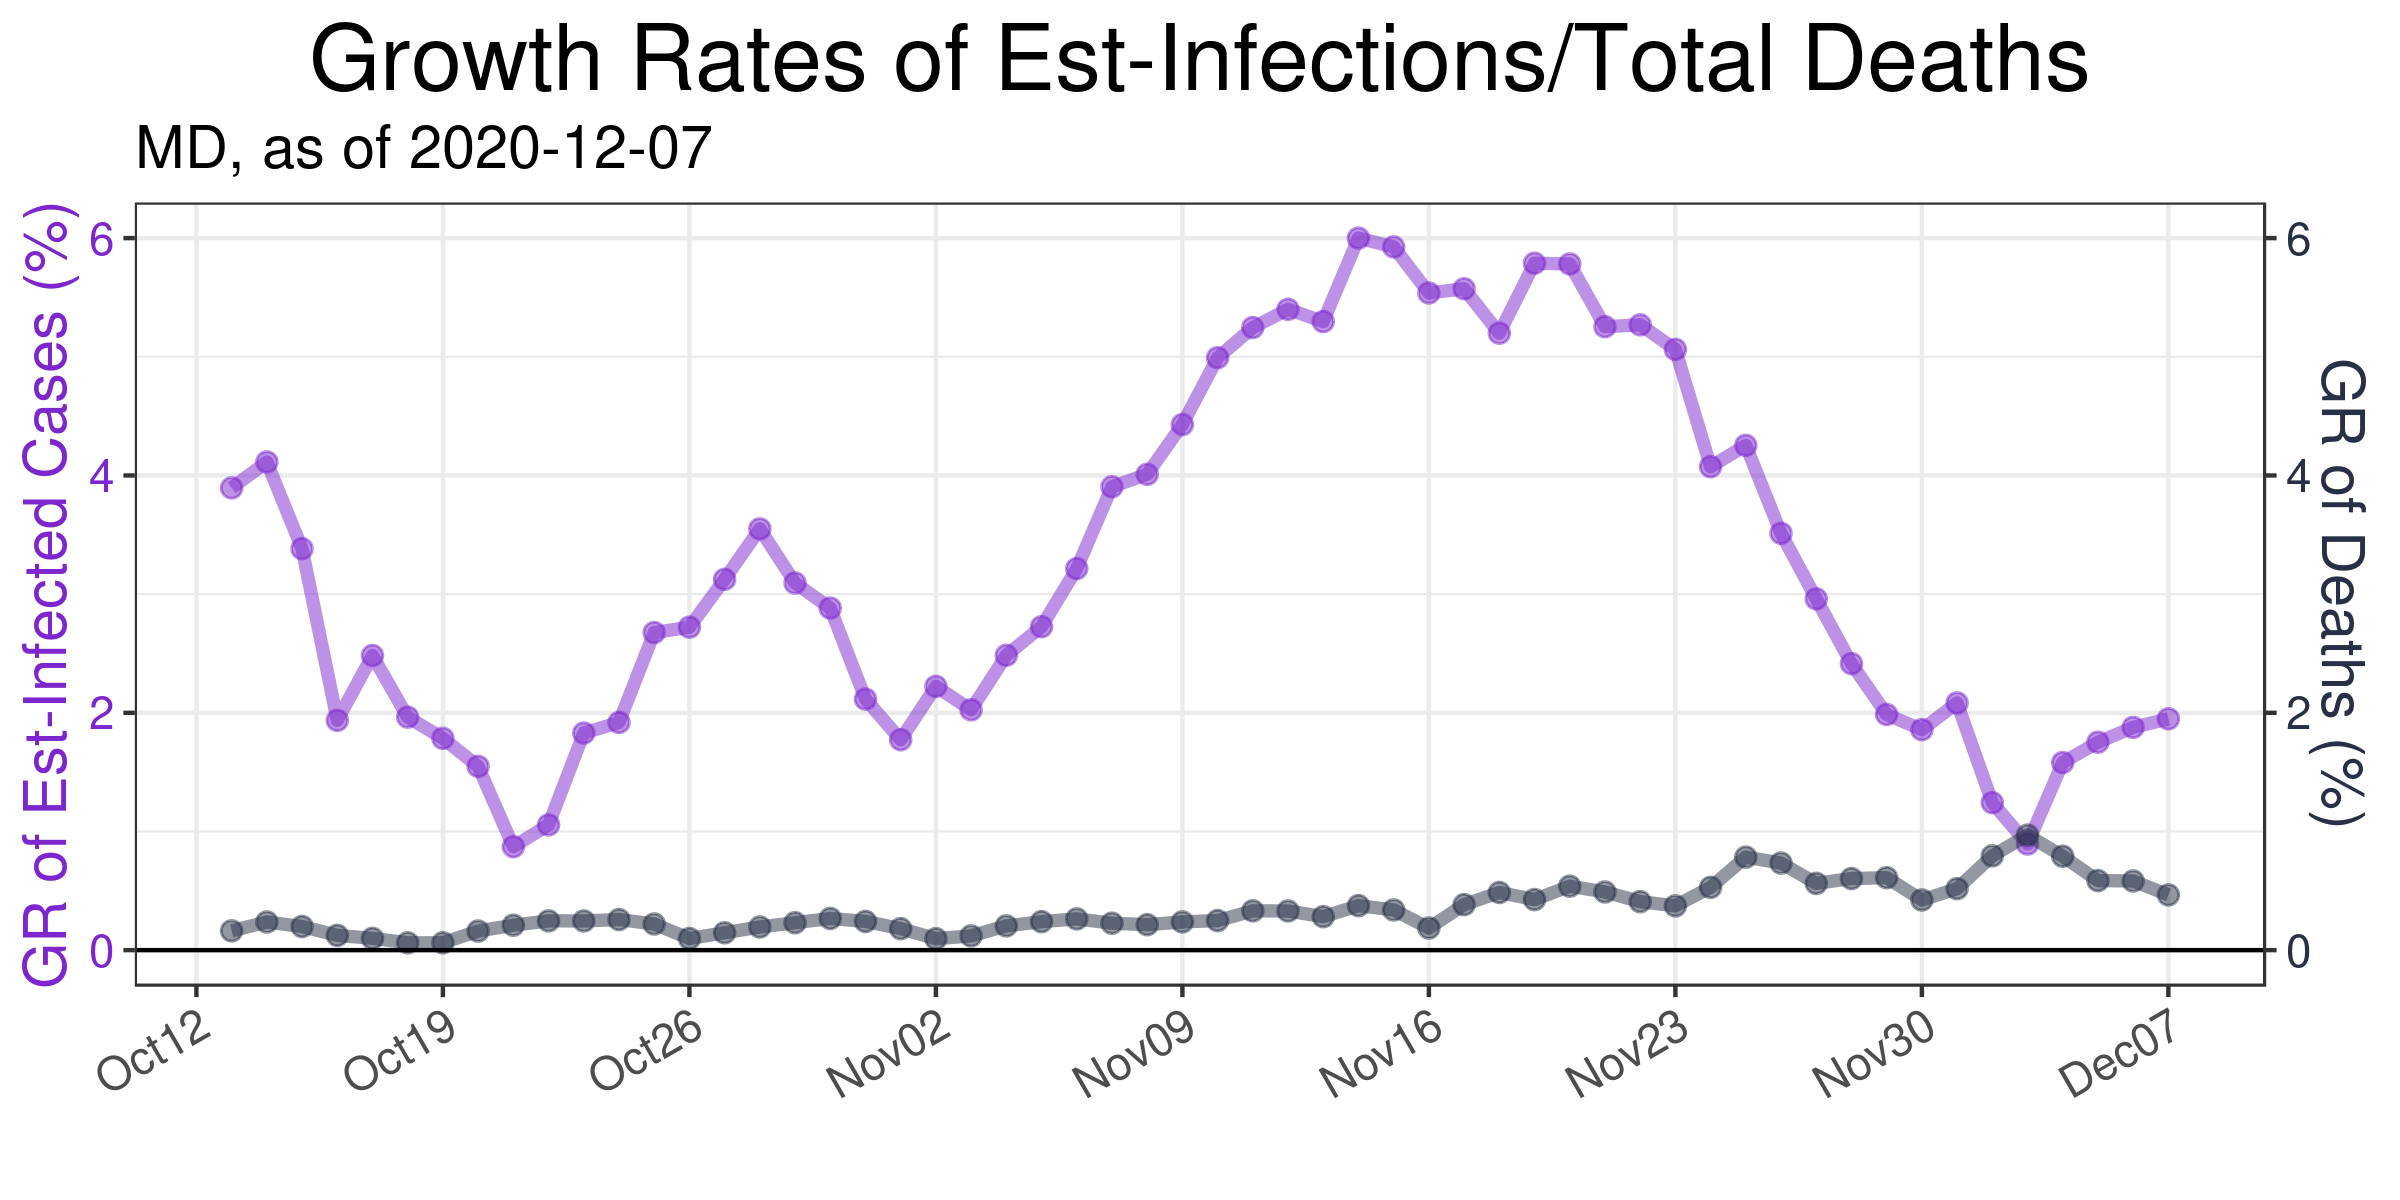 Growth Rates of Est-Infections/Total Deaths
MD, as of 2020-12-07
GR of Est-Infected Cases (%)
6
4
2
0
6
4
2
0
GR of Deaths (%)
Oct12 Oct19 Oct26 Nov02 Nov09 Nov16 Nov23 Nov30 Dec07